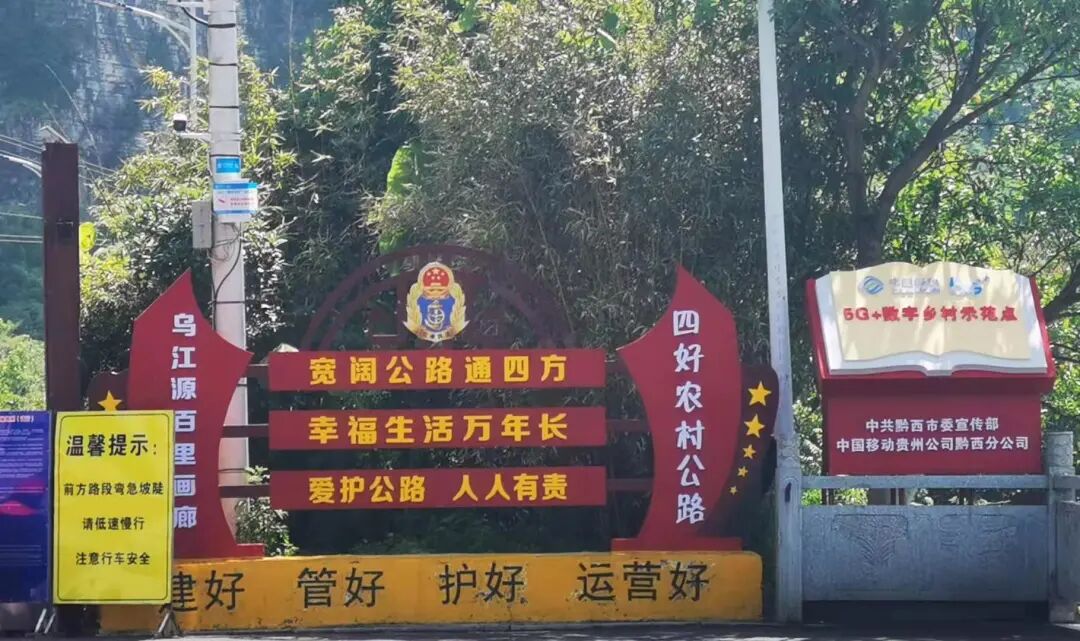 乌江源百里画廊
宽阔公路通四方
幸福生活万年长
爱护公路 人人有责
四好农村公路
建好 管好 护好 运营好
温馨提示：
前方路段弯急坡陡
请低速慢行
注意行车安全
中国移动 5G+
5G+数字乡村示范点
中共黔西市委宣传部
中国移动贵州公司黔西分公司